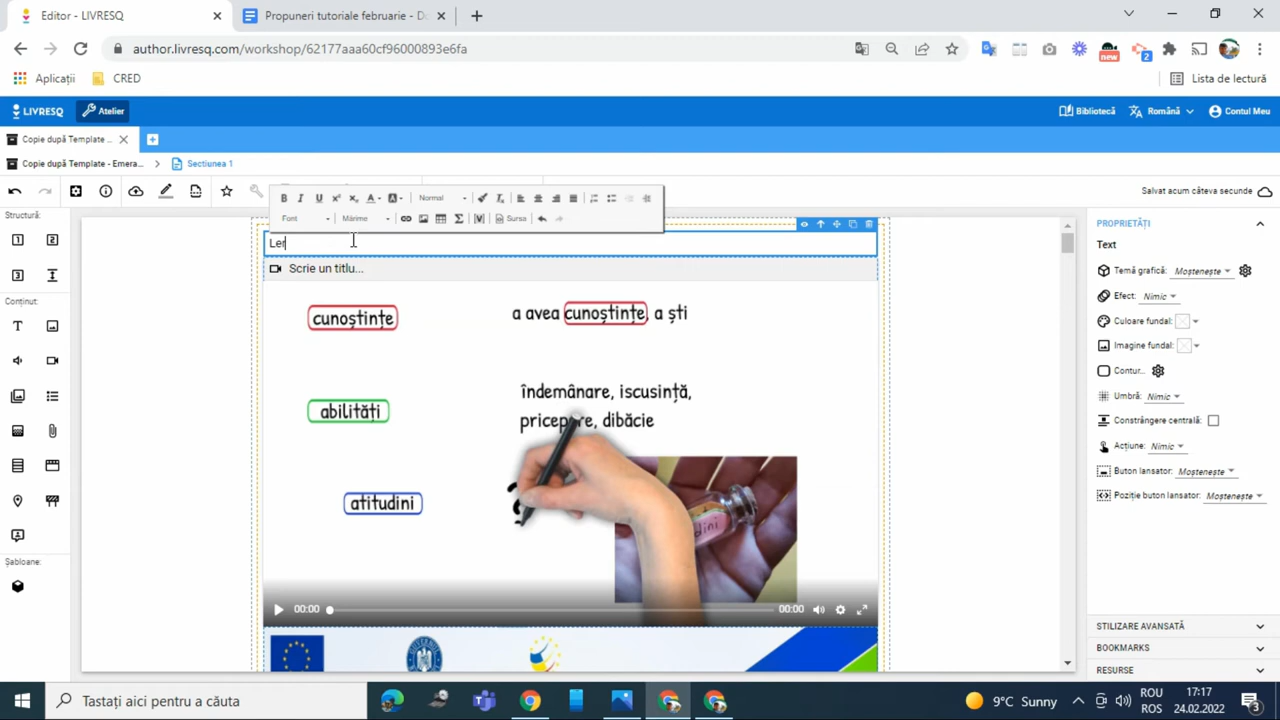 Editor - LIVRESQ
Propuneri tutoriale februarie - Do
author.livresq.com/workshop/62177aaa60cf96000893e6fa
new
2
Aplicații
CRED
Lista de lectură
LIVRESQ
Atelier
Bibliotecă
Română
Contul Meu
Copie după Template ...
Copie după Template - Emera...
Sectiunea 1
Salvat acum câteva secunde
Structură:
Conținut:
Șabloane:
Normal
Font
Mărime
Sursa
Ler
Scrie un titlu...
cunoștințe
a avea cunoștințe, a ști
abilități
îndemânare, iscusință,
pricepere, dibăcie
atitudini
00:00
00:00
PROPRIETĂȚI
Text
Temă grafică: Moștenește
Efect: Nimic
Culoare fundal:
Imagine fundal:
Contur...
Umbră: Nimic
Constrângere centrală:
Acțiune: Nimic
Buton lansator: Moștenește
Poziție buton lansator: Moștenește
STILIZARE AVANSATĂ
BOOKMARKS
RESURSE
Tastați aici pentru a căuta
9°C Sunny
ROU
ROS
17:17
24.02.2022
3